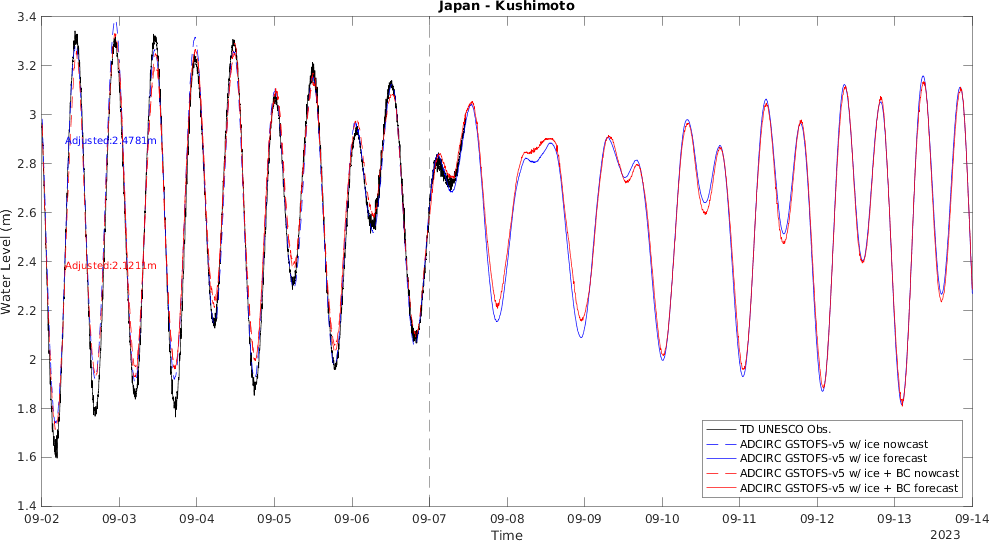 Japan - Kushimoto
3.4
3.2
3
2.8
2.6
2.4
2.2
2
1.8
1.6
1.4
Water Level (m)
Adjusted:2.4781m
Adjusted:2.1211m
TD UNESCO Obs.
ADCIRC GSTOFS-v5 w/ ice nowcast
ADCIRC GSTOFS-v5 w/ ice forecast
ADCIRC GSTOFS-v5 w/ ice + BC nowcast
ADCIRC GSTOFS-v5 w/ ice + BC forecast
09-02 09-03 09-04 09-05 09-06 09-07 09-08 09-09 09-10 09-11 09-12 09-13 09-14
Time
2023